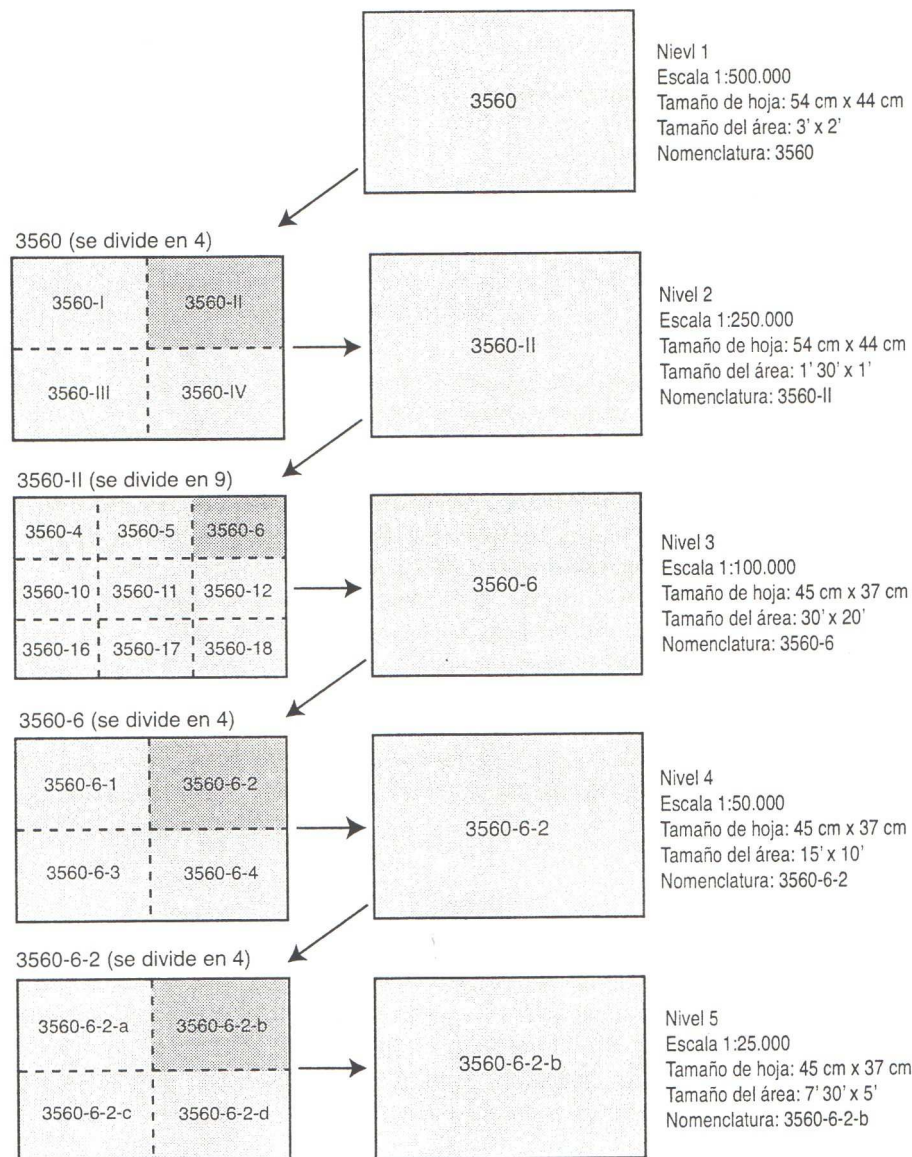 3560
Nievl 1
Escala 1:500.000
Tamaño de hoja: 54 cm x 44 cm
Tamaño del área: 3' x 2'
Nomenclatura: 3560
3560 (se divide en 4)
3560-I
3560-II
3560-III
3560-IV
3560-II
Nivel 2
Escala 1:250.000
Tamaño de hoja: 54 cm x 44 cm
Tamaño del área: 1' 30' x 1'
Nomenclatura: 3560-II
3560-II (se divide en 9)
3560-4
3560-5
3560-6
3560-10
3560-11
3560-12
3560-16
3560-17
3560-18
3560-6
Nivel 3
Escala 1:100.000
Tamaño de hoja: 45 cm x 37 cm
Tamaño del área: 30' x 20'
Nomenclatura: 3560-6
3560-6 (se divide en 4)
3560-6-1
3560-6-2
3560-6-3
3560-6-4
3560-6-2
Nivel 4
Escala 1:50.000
Tamaño de hoja: 45 cm x 37 cm
Tamaño del área: 15' x 10'
Nomenclatura: 3560-6-2
3560-6-2 (se divide en 4)
3560-6-2-a
3560-6-2-b
3560-6-2-c
3560-6-2-d
3560-6-2-b
Nivel 5
Escala 1:25.000
Tamaño de hoja: 45 cm x 37 cm
Tamaño del área: 7' 30' x 5'
Nomenclatura: 3560-6-2-b